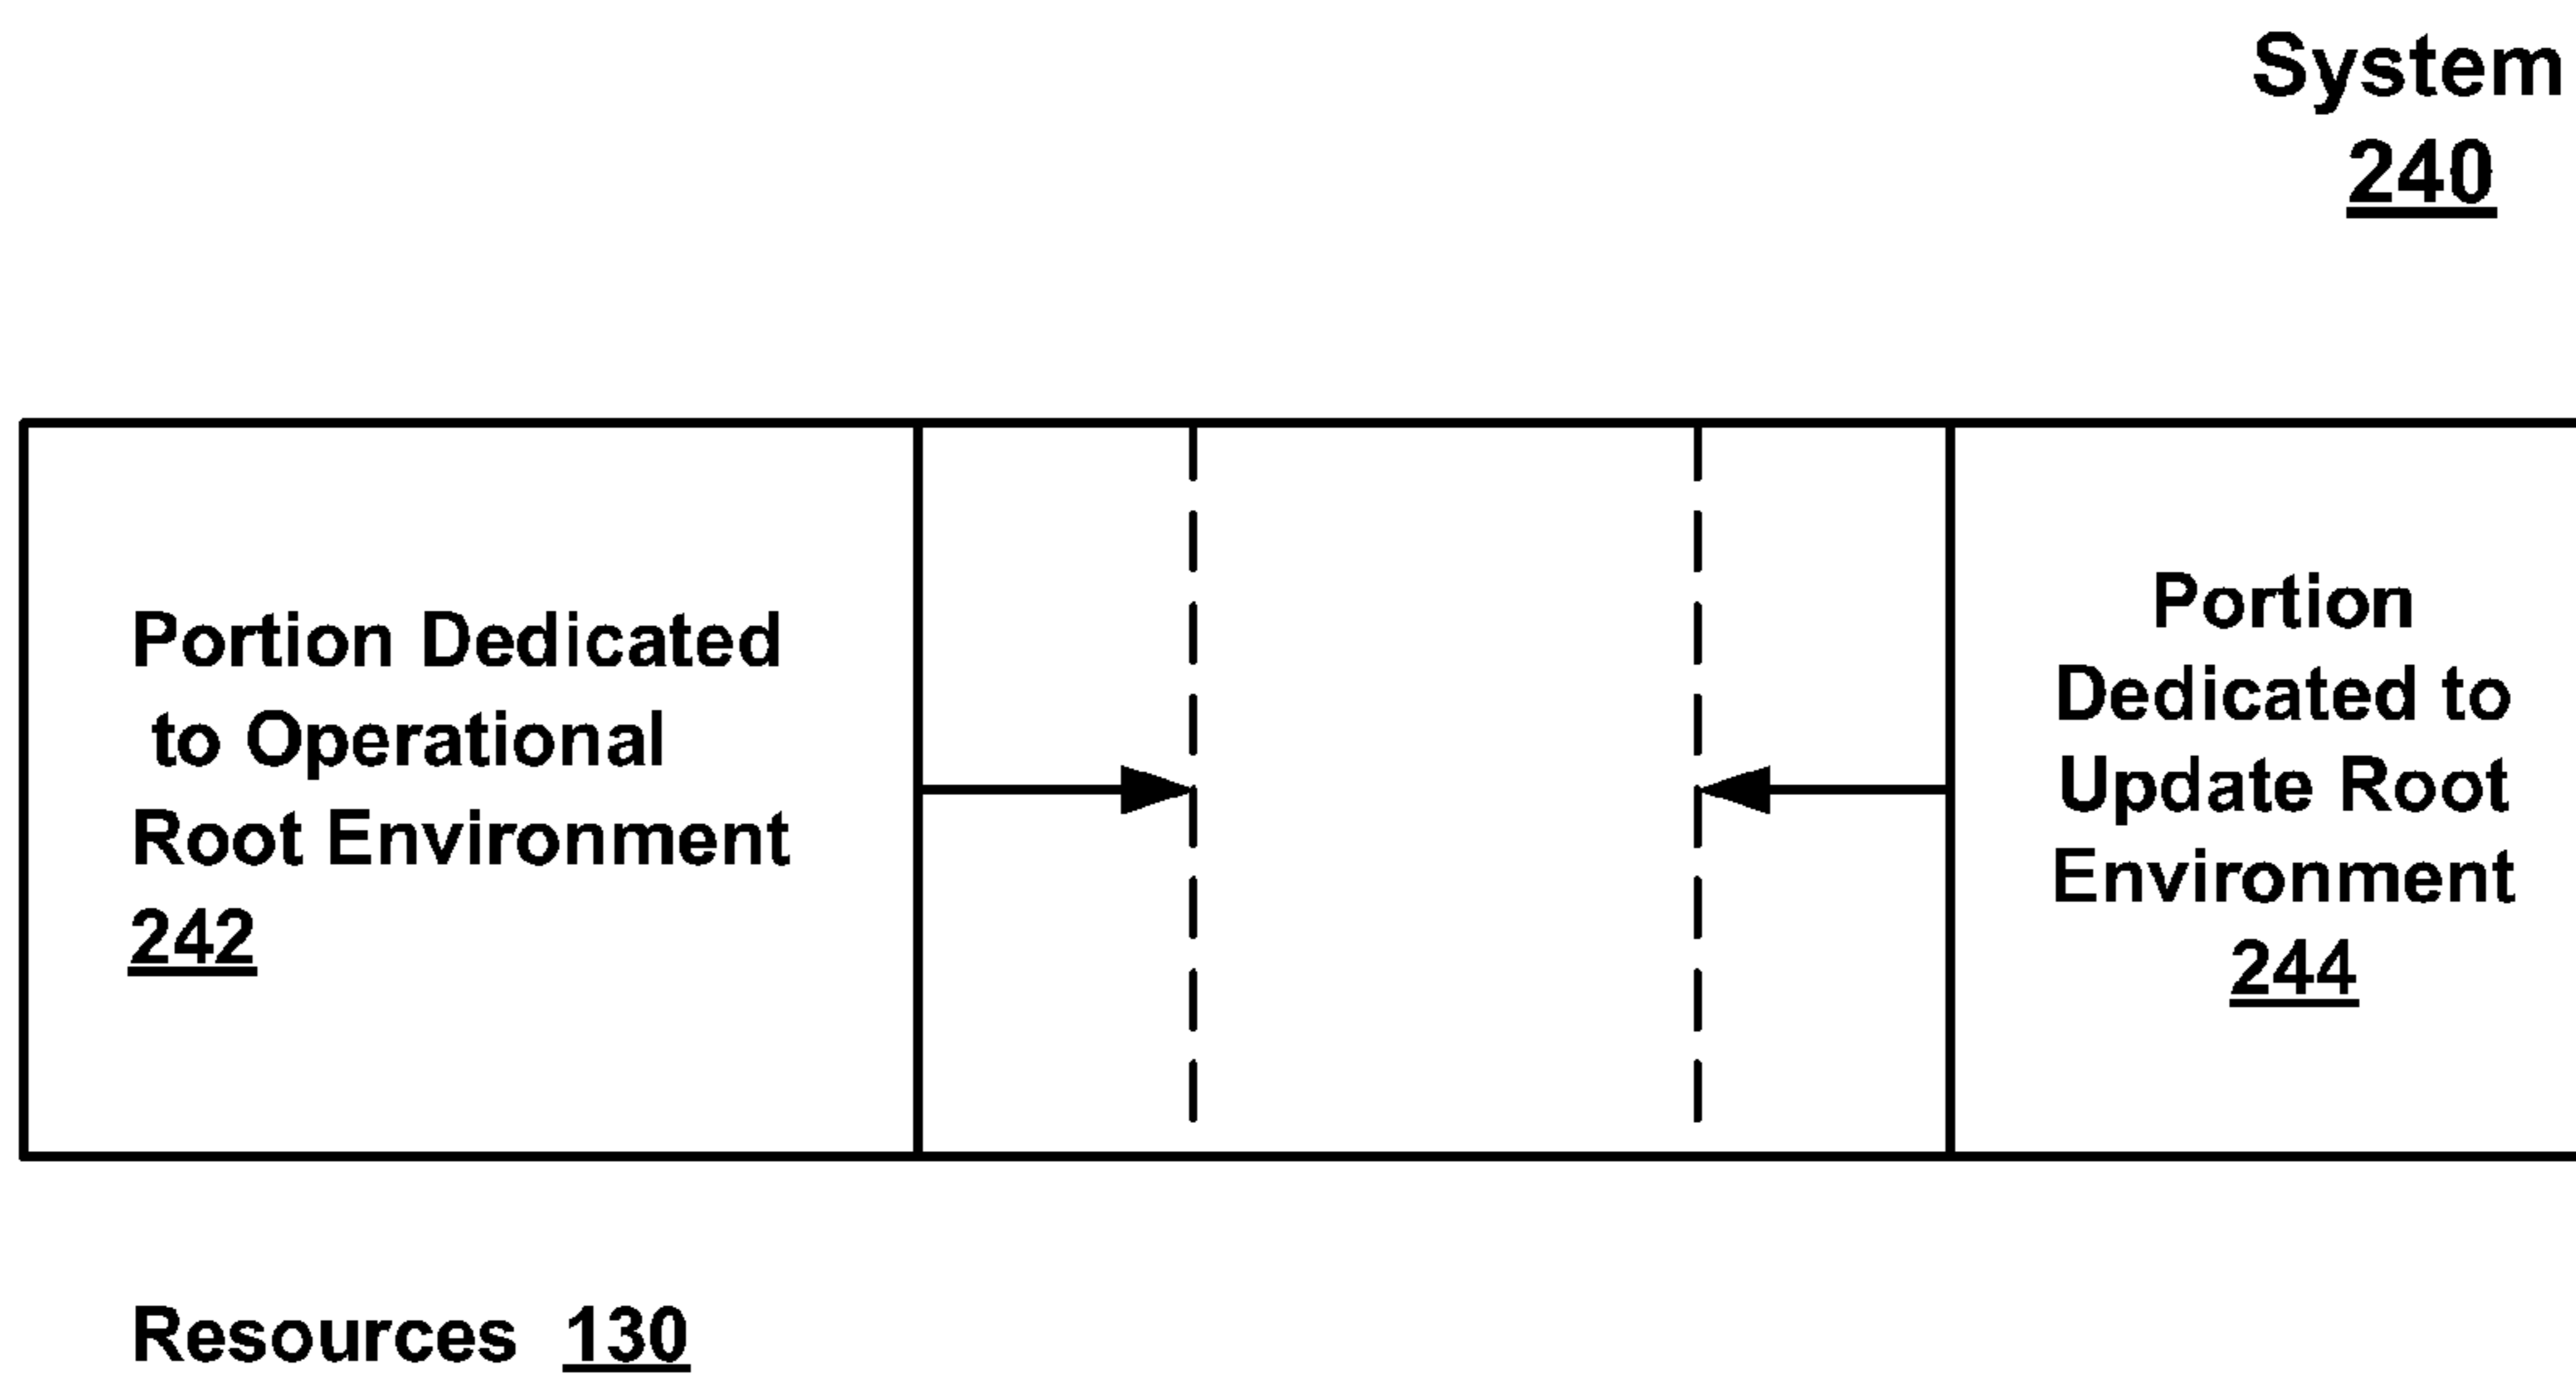 System
240
Portion Dedicated
to Operational
Root Environment
242
Portion
Dedicated to
Update Root
Environment
244
Resources 130